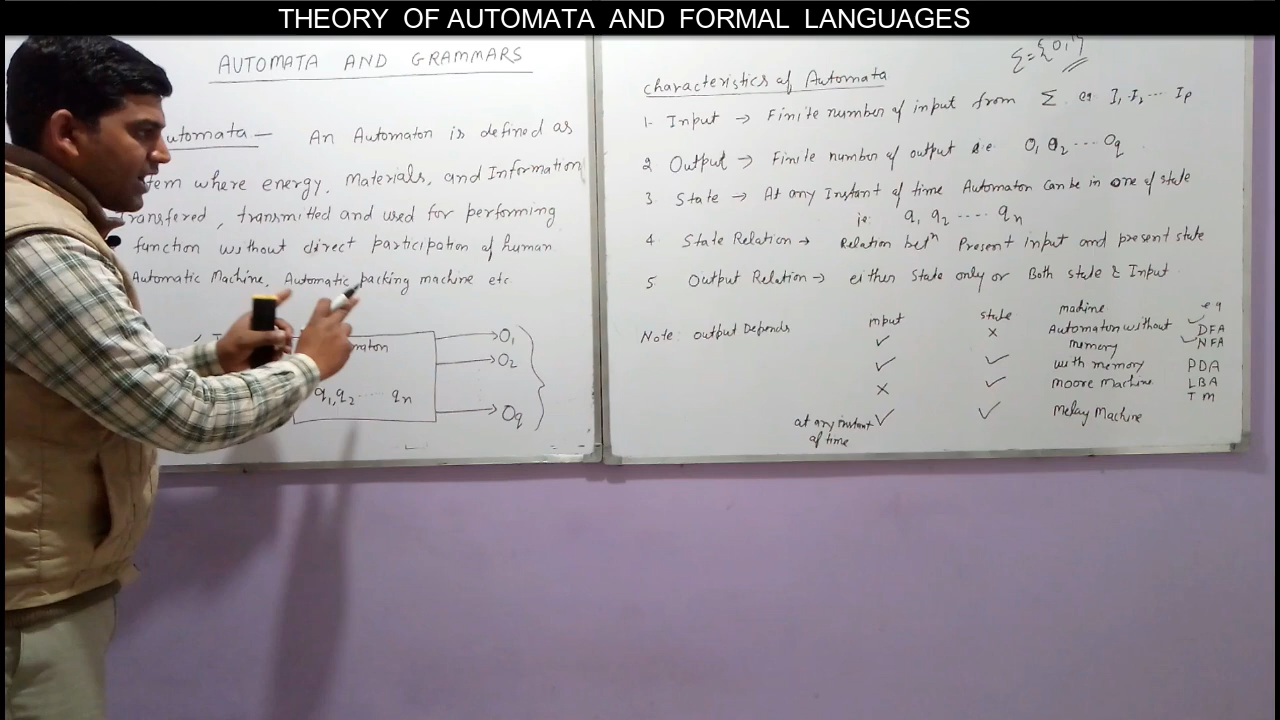 THEORY OF AUTOMATA AND FORMAL LANGUAGES
AUTOMATA AND GRAMMARS
utomata — An Automaton is defined as
tem where energy, Materials, and Information
Transfered, transmitted and used for performing
function without direct participation of human
Automatic Machine, Automatic packing machine etc
maton
O1
O2
q1, q2 ---- qn
Oq
Σ = {0,1}
Characteristics of Automata
1- Input → Finite number of input from Σ I1 I2 --- Ip
2 Output → Finite number of output i.e. O1 O2 --- Oq
3. State → At any Instant of time Automaton can be in one of state
ie. q1 q2 ---- qn
4. State Relation → Relation betn Present input and present state
5 Output Relation → either State only or Both state & Input
Note: output Depends input state machine eg
✓ × Automaton without memory ✓ DFA ✓ NFA
✓ ✓ with memory PDA
× ✓ moore Machine LBA
T M
at any instant of time ✓ ✓ Melay Machine